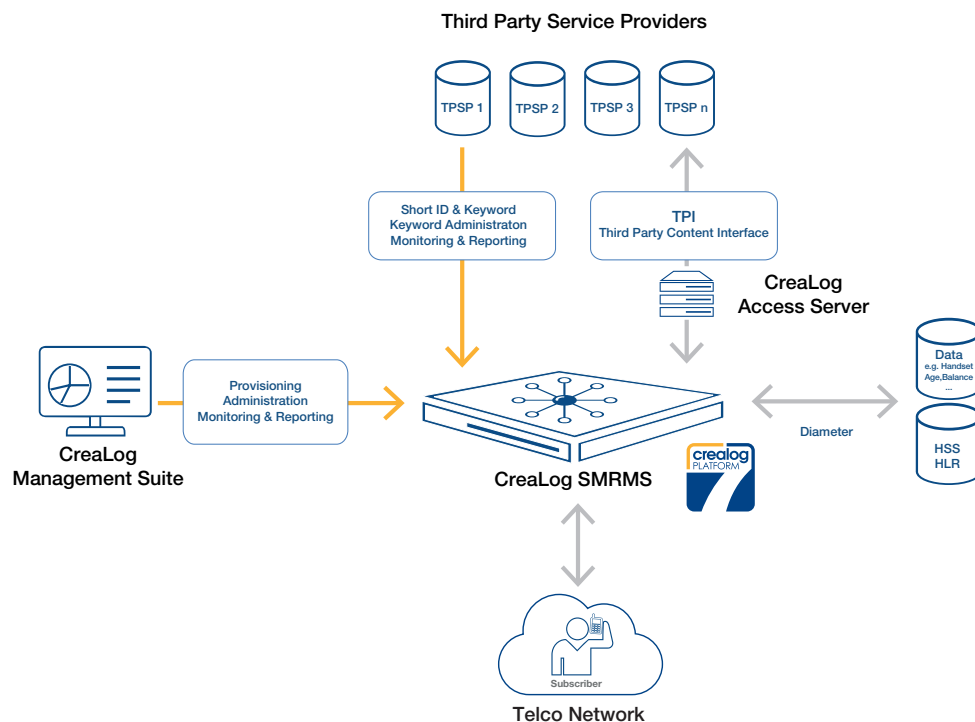 Third Party Service Providers
TPSP 1
TPSP 2
TPSP 3
TPSP n
Short ID & Keyword
Keyword Administraton
Monitoring & Reporting
TPI
Third Party Content Interface
CreaLog
Access Server
Data
e.g. Handset
Age,Balance
...
HSS
HLR
Diameter
Provisioning
Administration
Monitoring & Reporting
CreaLog
Management Suite
CreaLog SMRMS
crealog
PLATFORM
7
Subscriber
Telco Network